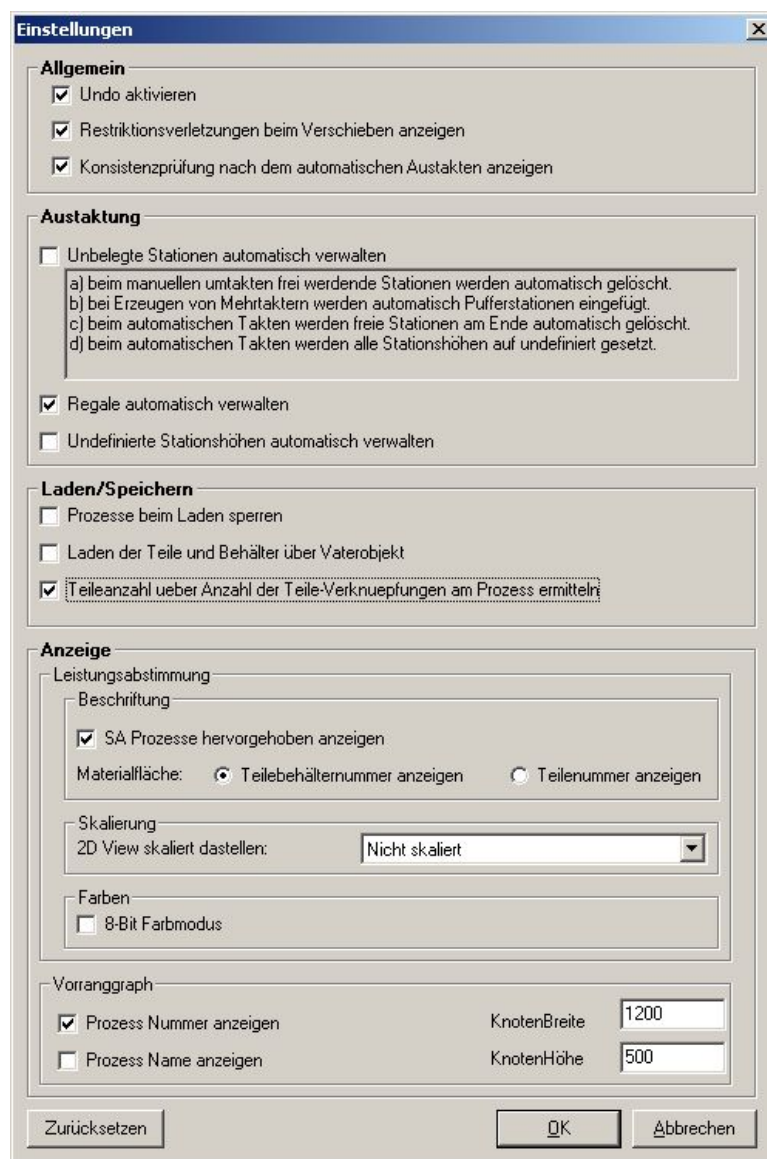 Einstellungen
Allgemein
Undo aktivieren
Restriktionsverletzungen beim Verschieben anzeigen
Konsistenzprüfung nach dem automatischen Austakten anzeigen
Austaktung
Unbelegte Stationen automatisch verwalten
a) beim manuellen umtakten frei werdende Stationen werden automatisch gelöscht.
b) bei Erzeugen von Mehrtaktern werden automatisch Pufferstationen eingefügt.
c) beim automatischen Takten werden freie Stationen am Ende automatisch gelöscht.
d) beim automatischen Takten werden alle Stationshöhen auf undefiniert gesetzt.
Regale automatisch verwalten
Undefinierte Stationshöhen automatisch verwalten
Laden/Speichern
Prozesse beim Laden sperren
Laden der Teile und Behälter über Vaterobjekt
Teileanzahl ueber Anzahl der Teile-Verknuepfungen am Prozess ermitteln
Anzeige
Leistungsabstimmung
Beschriftung
SA Prozesse hervorgehoben anzeigen
Materialfläche: Teilebehälternummer anzeigen Teilenummer anzeigen
Skalierung
2D View skaliert dastellen: Nicht skaliert
Farben
8-Bit Farbmodus
Vorranggraph
Prozess Nummer anzeigen KnotenBreite 1200
Prozess Name anzeigen KnotenHöhe 500
Zurücksetzen OK Abbrechen